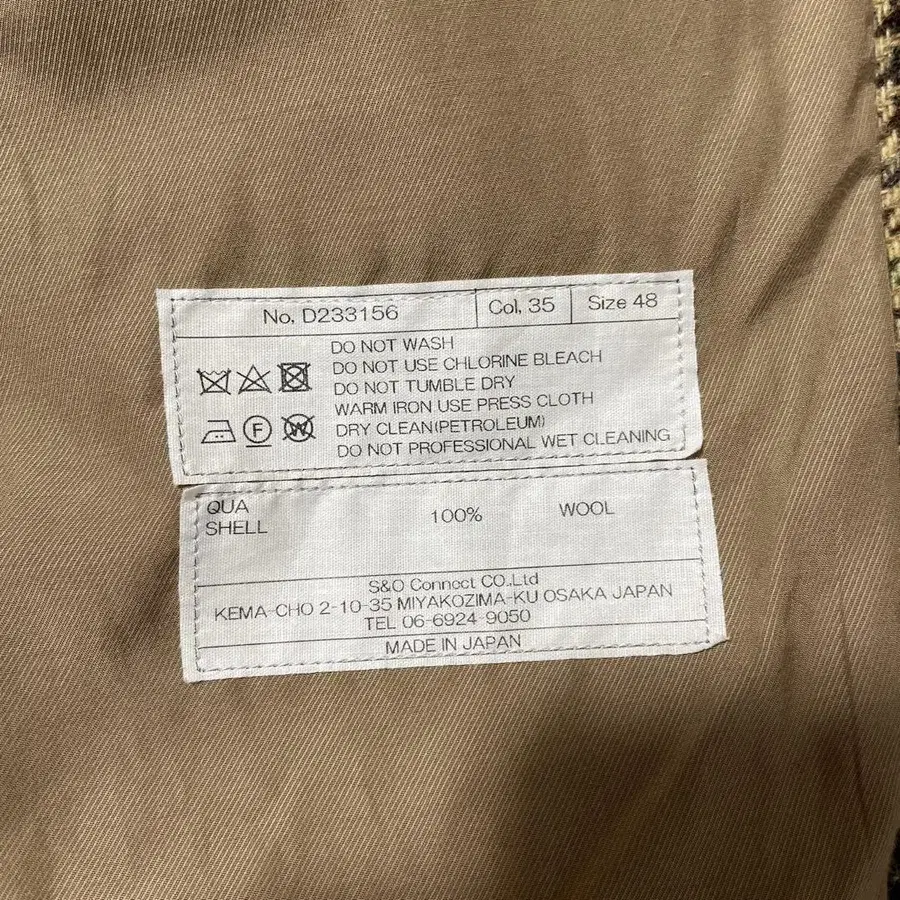 No. D233156 Col. 35 Size 48
DO NOT WASH
DO NOT USE CHLORINE BLEACH
DO NOT TUMBLE DRY
WARM IRON USE PRESS CLOTH
DRY CLEAN(PETROLEUM)
DO NOT PROFESSIONAL WET CLEANING
F W
QUA
SHELL 100% WOOL
S&O Connect CO.Ltd
KEMA-CHO 2-10-35 MIYAKOZIMA-KU OSAKA JAPAN
TEL 06-6924-9050
MADE IN JAPAN